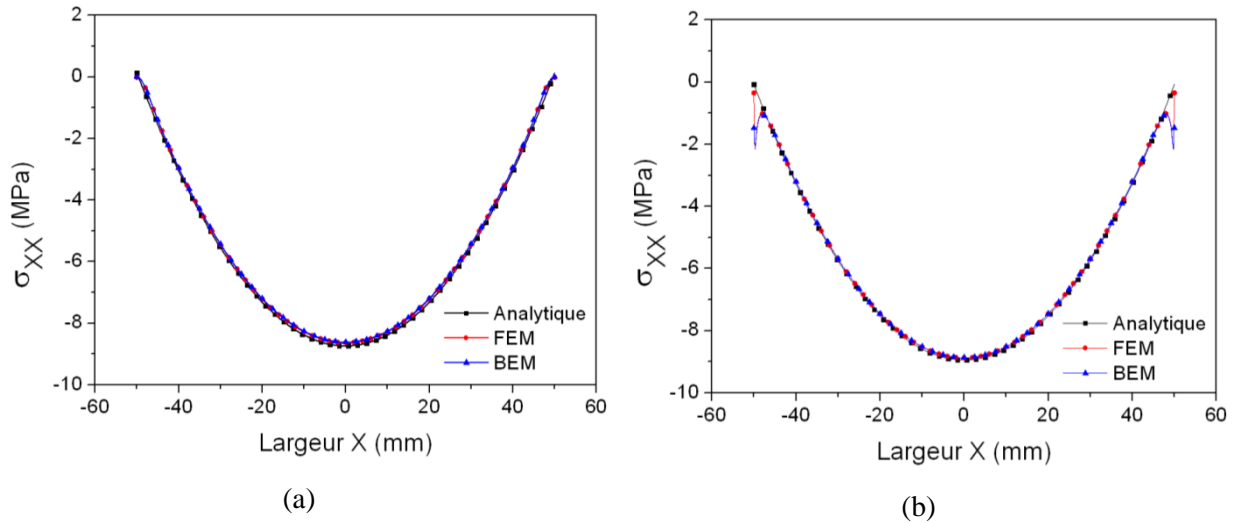 2
0
-2
-4
-6
-8
-10
σXX (MPa)
-60 -40 -20 0 20 40 60
Largeur X (mm)
Analytique
FEM
BEM
(a)
2
0
-2
-4
-6
-8
-10
σXX (MPa)
-60 -40 -20 0 20 40 60
Largeur X (mm)
Analytique
FEM
BEM
(b)